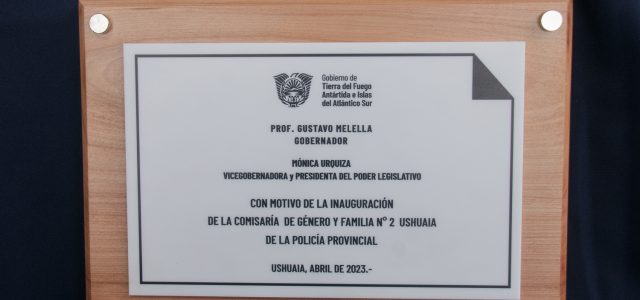 Gobierno de
Tierra del Fuego
Antártida e Islas
del Atlántico Sur
PROF. GUSTAVO MELELLA
GOBERNADOR
MÓNICA URQUIZA
VICEGOBERNADORA y PRESIDENTA DEL PODER LEGISLATIVO
CON MOTIVO DE LA INAUGURACIÓN
DE LA COMISARÍA DE GÉNERO Y FAMILIA N° 2 USHUAIA
DE LA POLICÍA PROVINCIAL
USHUAIA, ABRIL DE 2023.-